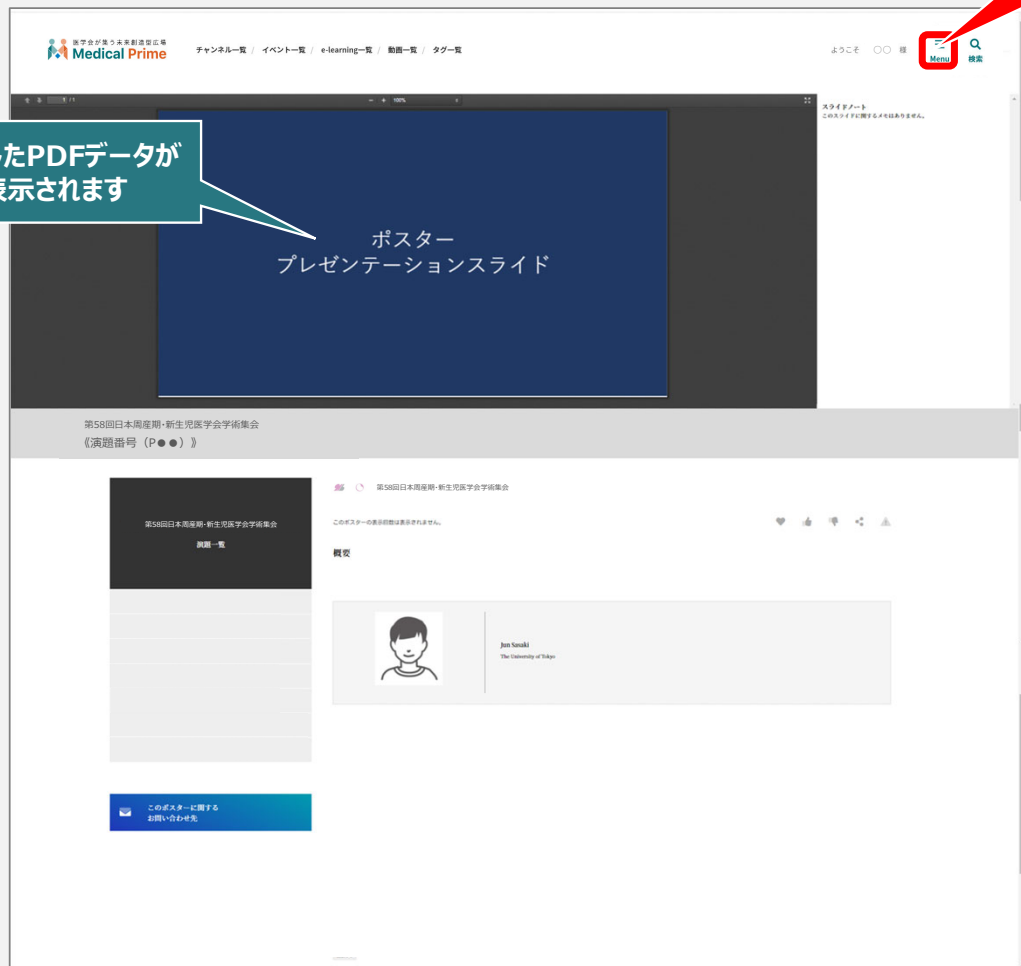 医学会が集う未来創造型広場
Medical Prime
チャンネル一覧 / イベント一覧 / e-learning一覧 / 動画一覧 / タグ一覧
ようこそ 〇〇 様
Menu
検索
1 / 1
− + 100%
スライドノート
このスライドに関するメモはありません。
たPDFデータが
示されます
ポスター
プレゼンテーションスライド
第58回日本周産期・新生児医学会学術集会
《演題番号（P●●）》
第58回日本周産期・新生児医学会学術集会
演題一覧
第58回日本周産期・新生児医学会学術集会
このポスターの表示回数は表示されません。
概要
Jun Sasaki
The University of Tokyo
このポスターに関する
お問い合わせ先